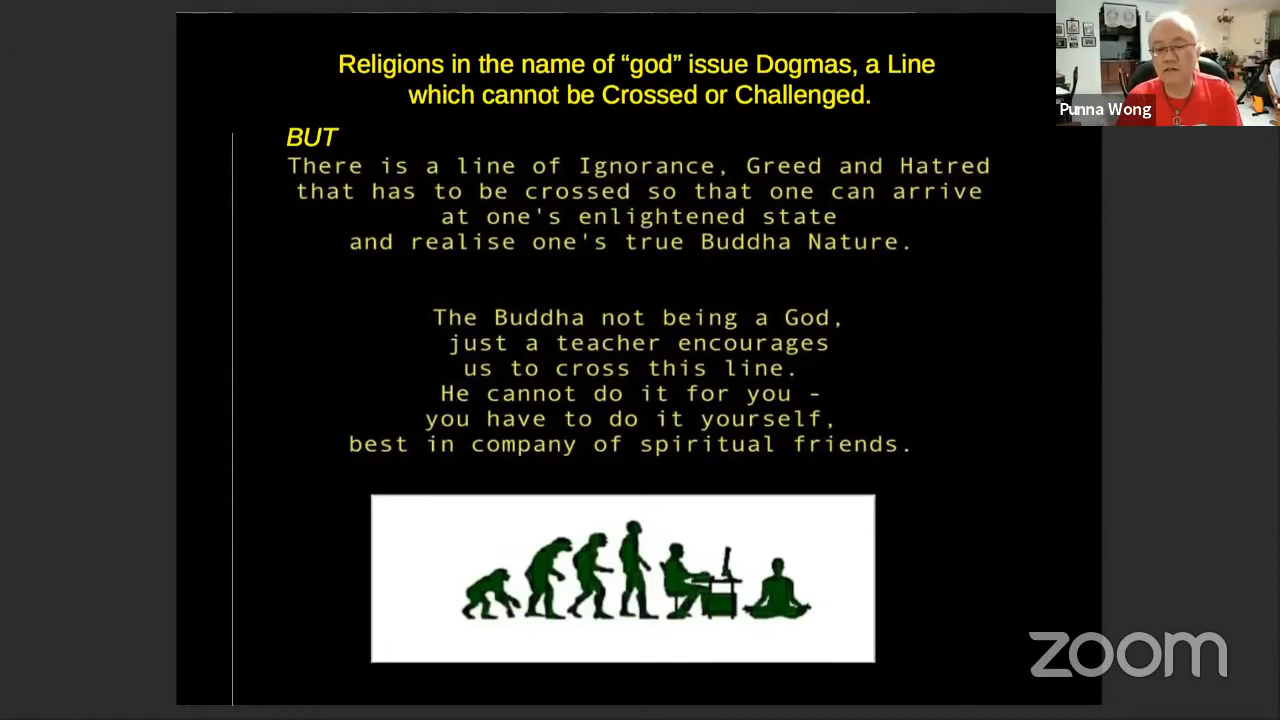 Religions in the name of “god” issue Dogmas, a Line
which cannot be Crossed or Challenged.
BUT
There is a line of Ignorance, Greed and Hatred
that has to be crossed so that one can arrive
at one's enlightened state
and realise one's true Buddha Nature.
The Buddha not being a God,
just a teacher encourages
us to cross this line.
He cannot do it for you -
you have to do it yourself,
best in company of spiritual friends.
Punna Wong
zoom